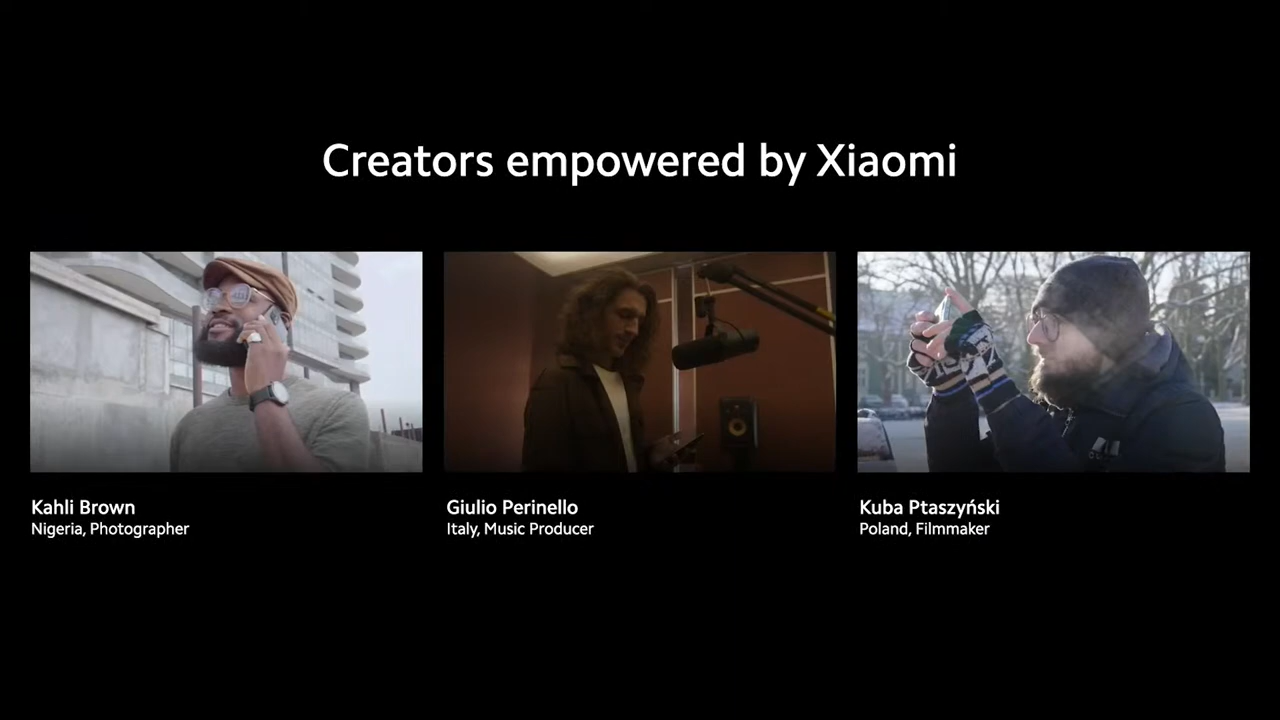 Creators empowered by Xiaomi
Kahli Brown
Nigeria, Photographer
Giulio Perinello
Italy, Music Producer
Kuba Ptaszyński
Poland, Filmmaker